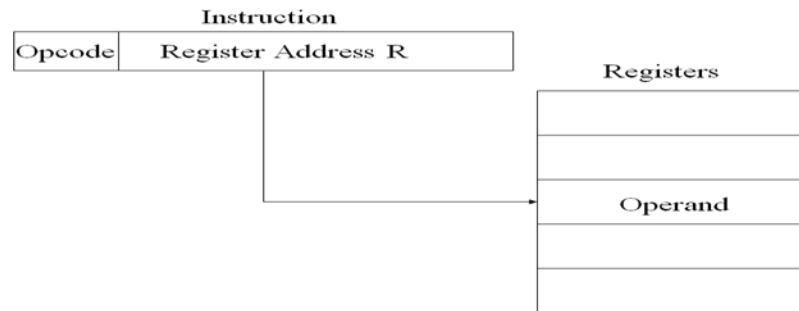 Instruction
Opcode Register Address R
Registers
Operand